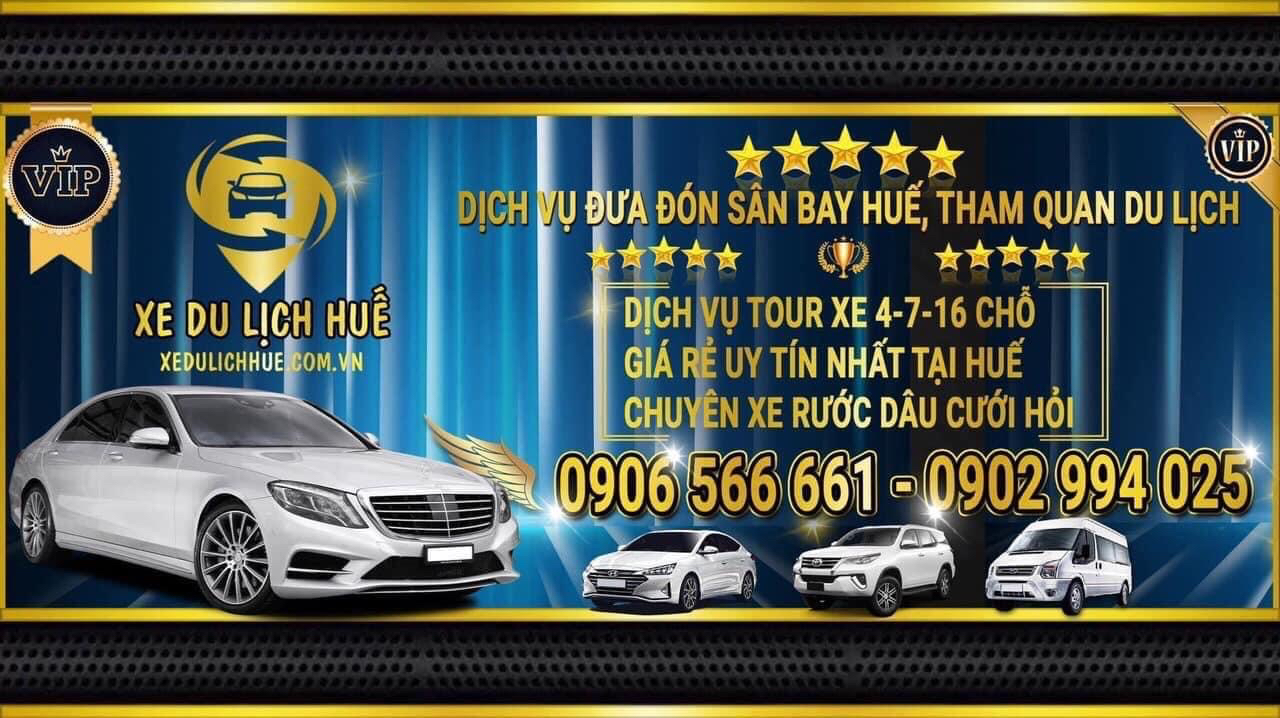 VIP
VIP
XE DU LỊCH HUẾ
XEDULICHHUE.COM.VN
DỊCH VỤ ĐƯA ĐÓN SÂN BAY HUẾ, THAM QUAN DU LỊCH
DỊCH VỤ TOUR XE 4-7-16 CHỖ
GIÁ RẺ UY TÍN NHẤT TẠI HUẾ
CHUYÊN XE RƯỚC DÂU CƯỚI HỎI
0906 566 661 - 0902 994 025